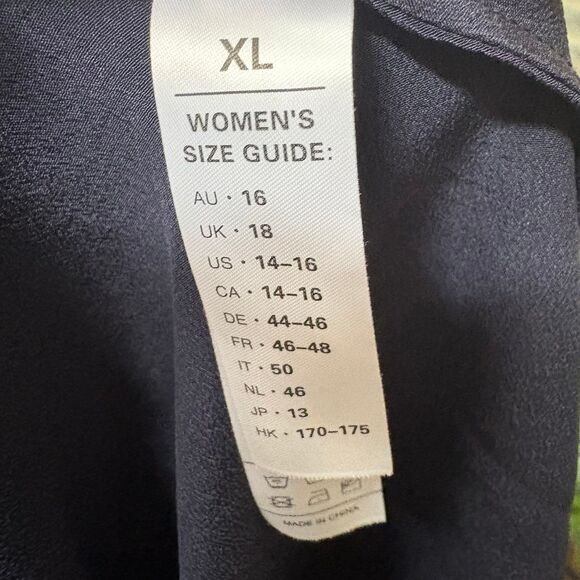 XL
WOMEN'S
SIZE GUIDE:
AU · 16
UK · 18
US · 14–16
CA · 14–16
DE · 44–46
FR · 46–48
IT · 50
NL · 46
JP · 13
HK · 170–175
MADE IN CHINA